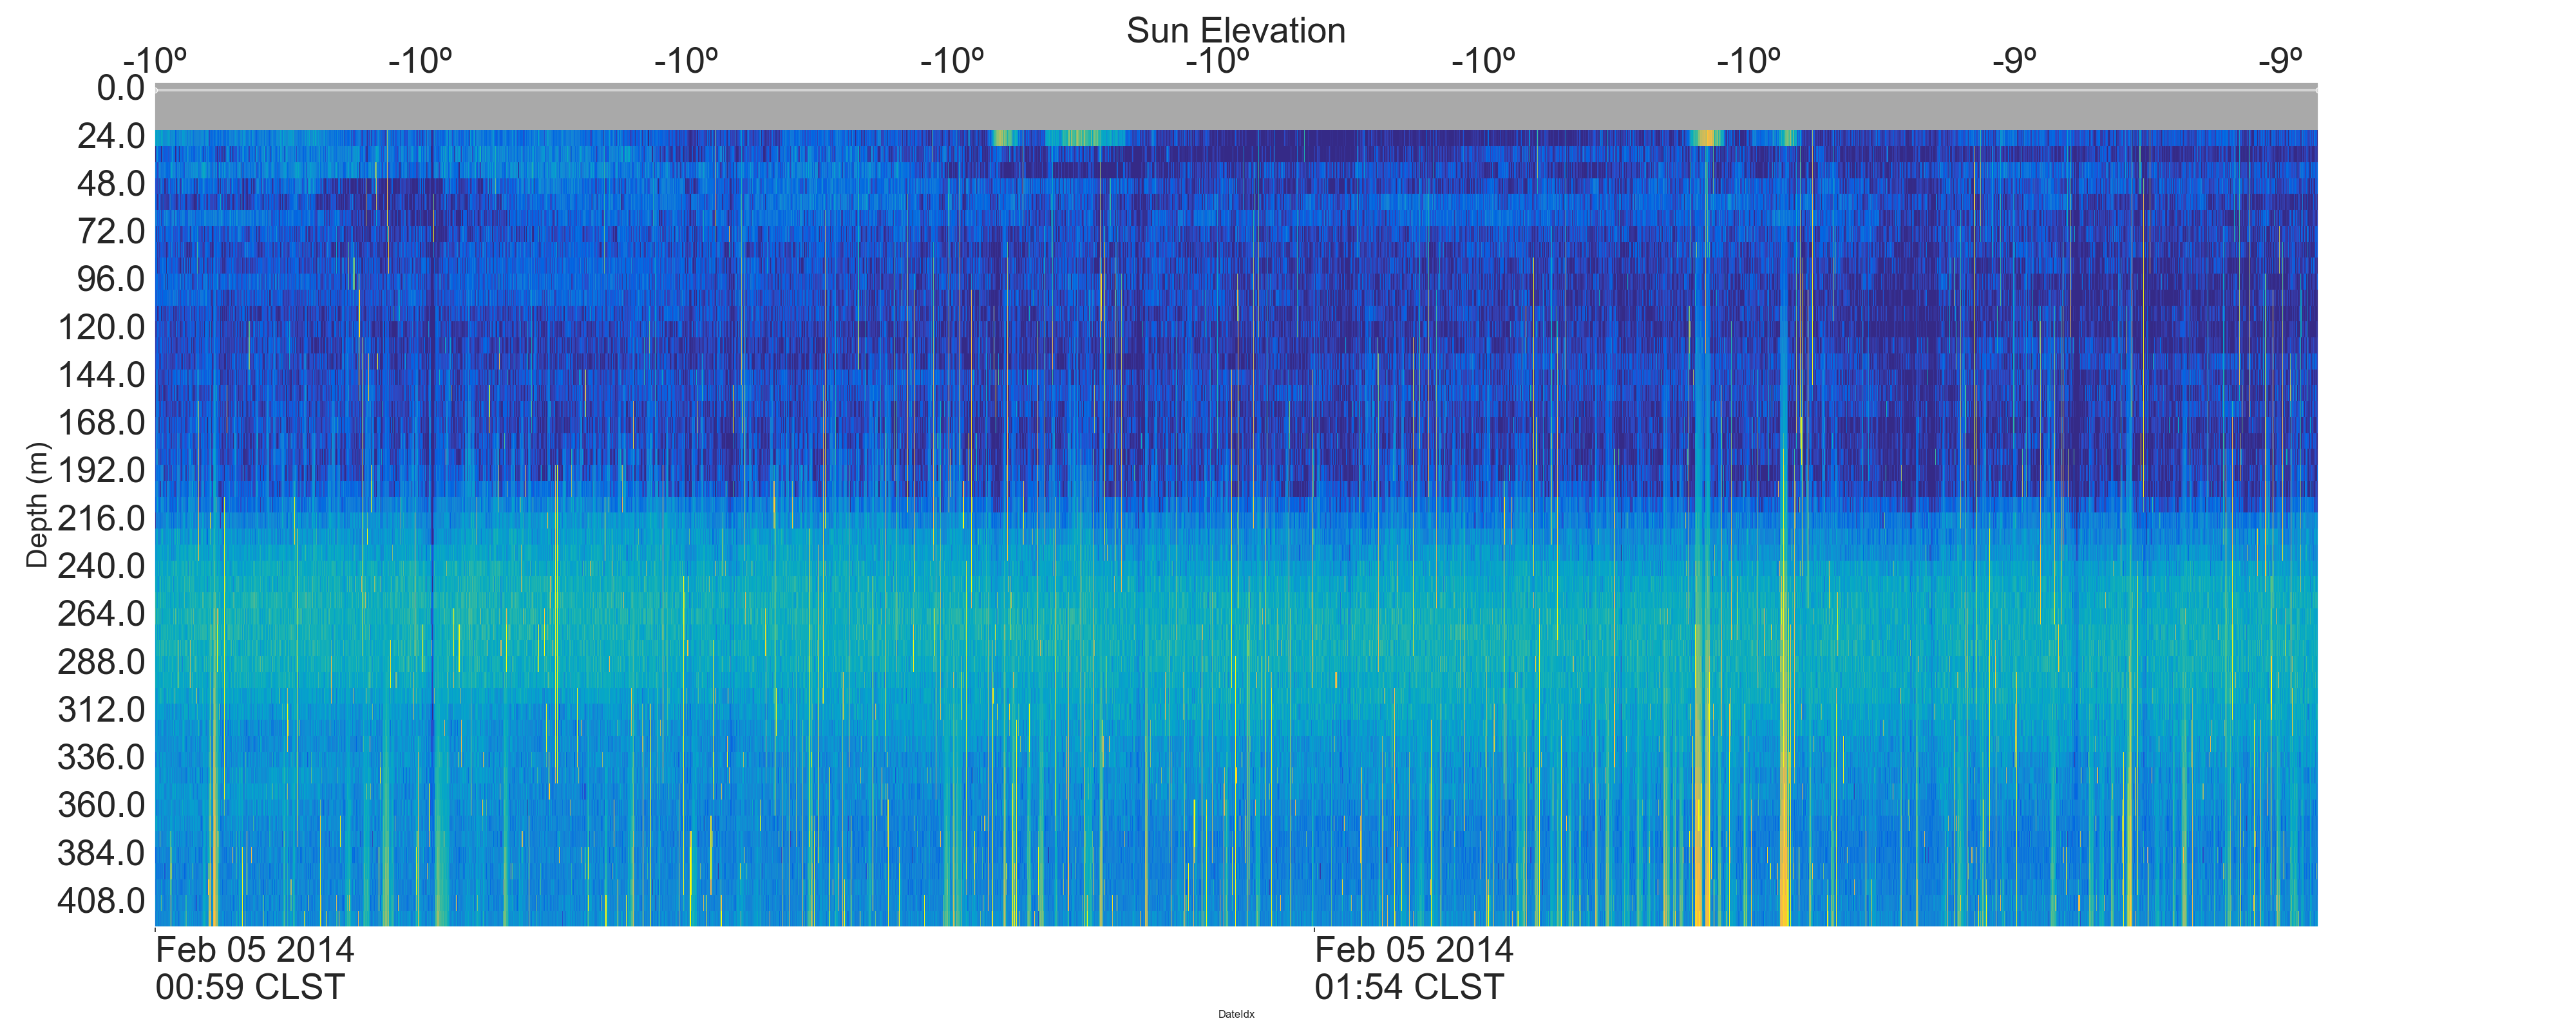 Sun Elevation
-10º -10º -10º -10º -10º -10º -10º -9º -9º
0.0
24.0
48.0
72.0
96.0
120.0
144.0
168.0
192.0
216.0
240.0
264.0
288.0
312.0
336.0
360.0
384.0
408.0
Depth (m)
Feb 05 2014
00:59 CLST
Feb 05 2014
01:54 CLST
DateIdx